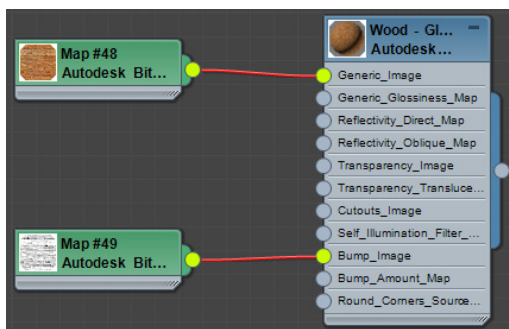 Map #48
Autodesk Bit...
Map #49
Autodesk Bit...
Wood - Gl...
Autodesk...
Generic_Image
Generic_Glossiness_Map
Reflectivity_Direct_Map
Reflectivity_Oblique_Map
Transparency_Image
Transparency_Transluce...
Cutouts_Image
Self_Illumination_Filter_...
Bump_Image
Bump_Amount_Map
Round_Corners_Source...